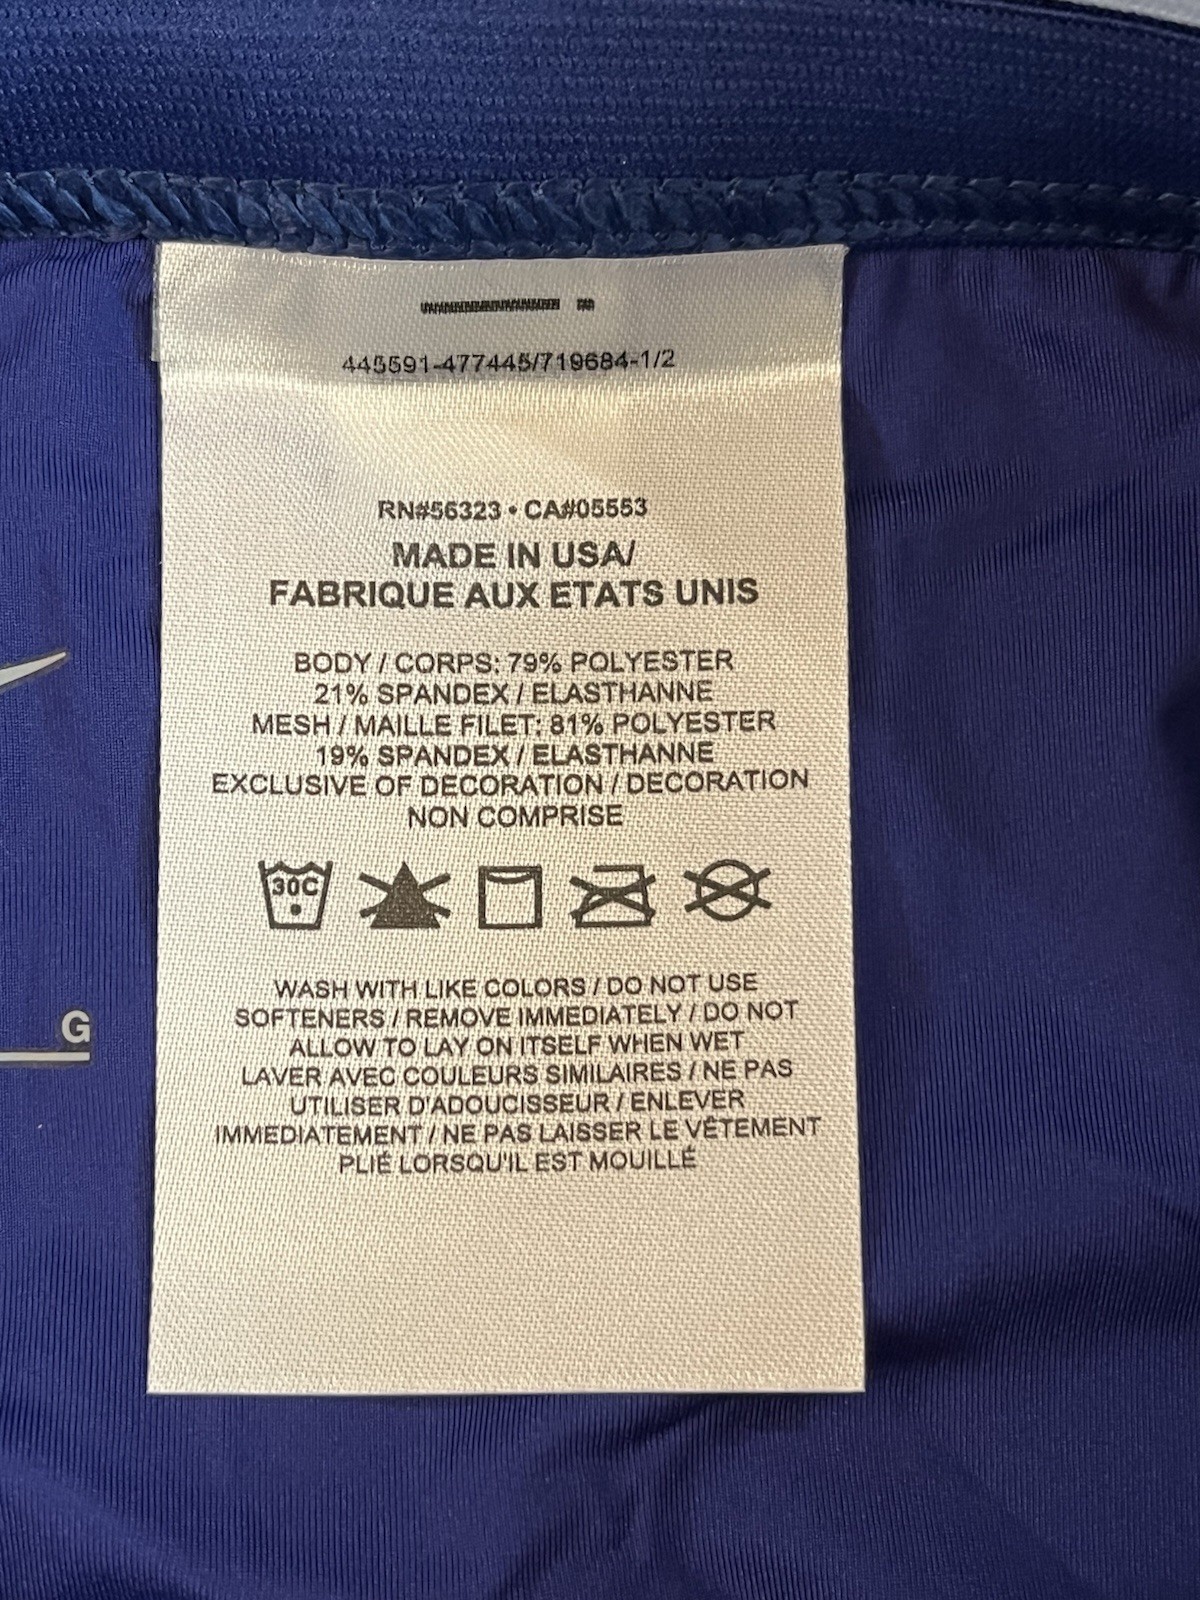 445591-477445/719684-1/2
RN#56323 • CA#05553
MADE IN USA/
FABRIQUE AUX ETATS UNIS
BODY / CORPS: 79% POLYESTER
21% SPANDEX / ELASTHANNE
MESH / MAILLE FILET: 81% POLYESTER
19% SPANDEX / ELASTHANNE
EXCLUSIVE OF DECORATION / DECORATION
NON COMPRISE
30C
WASH WITH LIKE COLORS / DO NOT USE
SOFTENERS / REMOVE IMMEDIATELY / DO NOT
ALLOW TO LAY ON ITSELF WHEN WET
LAVER AVEC COULEURS SIMILAIRES / NE PAS
UTILISER D'ADOUCISSEUR / ENLEVER
IMMEDIATEMENT / NE PAS LAISSER LE VÊTEMENT
PLIÉ LORSQU'IL EST MOUILLÉ
G